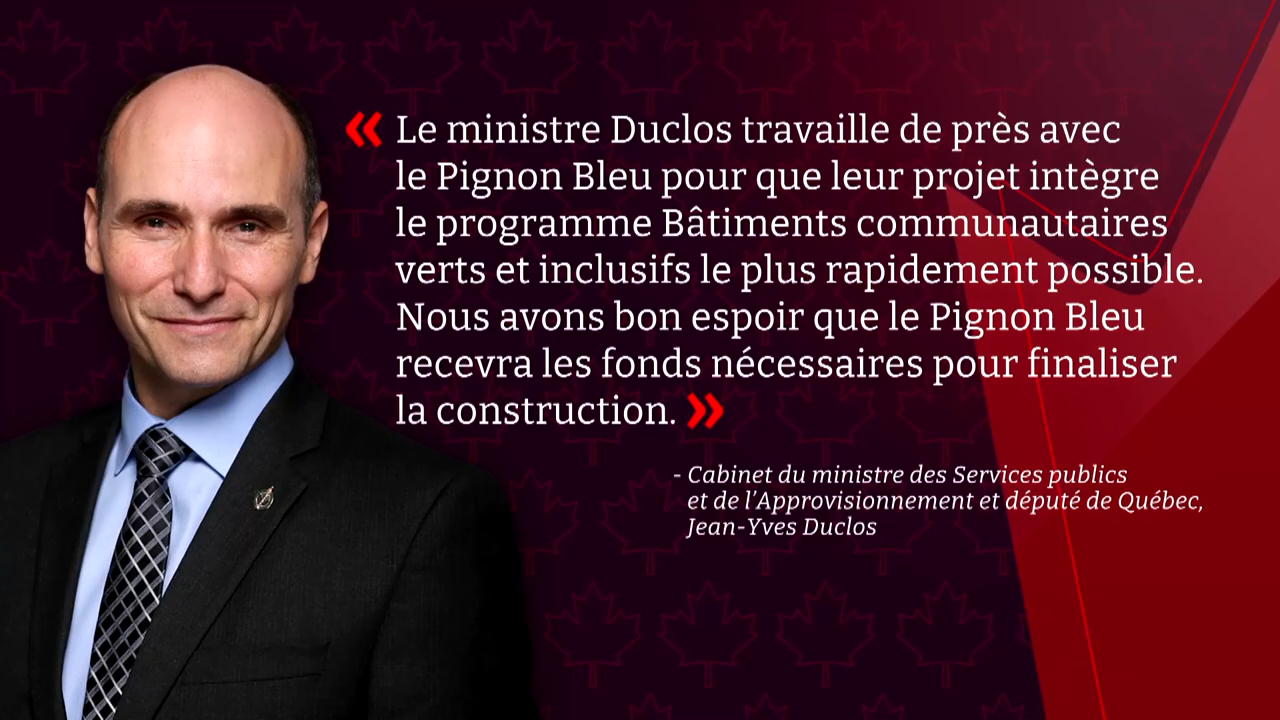 « Le ministre Duclos travaille de près avec
le Pignon Bleu pour que leur projet intègre
le programme Bâtiments communautaires
verts et inclusifs le plus rapidement possible.
Nous avons bon espoir que le Pignon Bleu
recevra les fonds nécessaires pour finaliser
la construction. »
- Cabinet du ministre des Services publics
et de l'Approvisionnement et député de Québec,
Jean-Yves Duclos